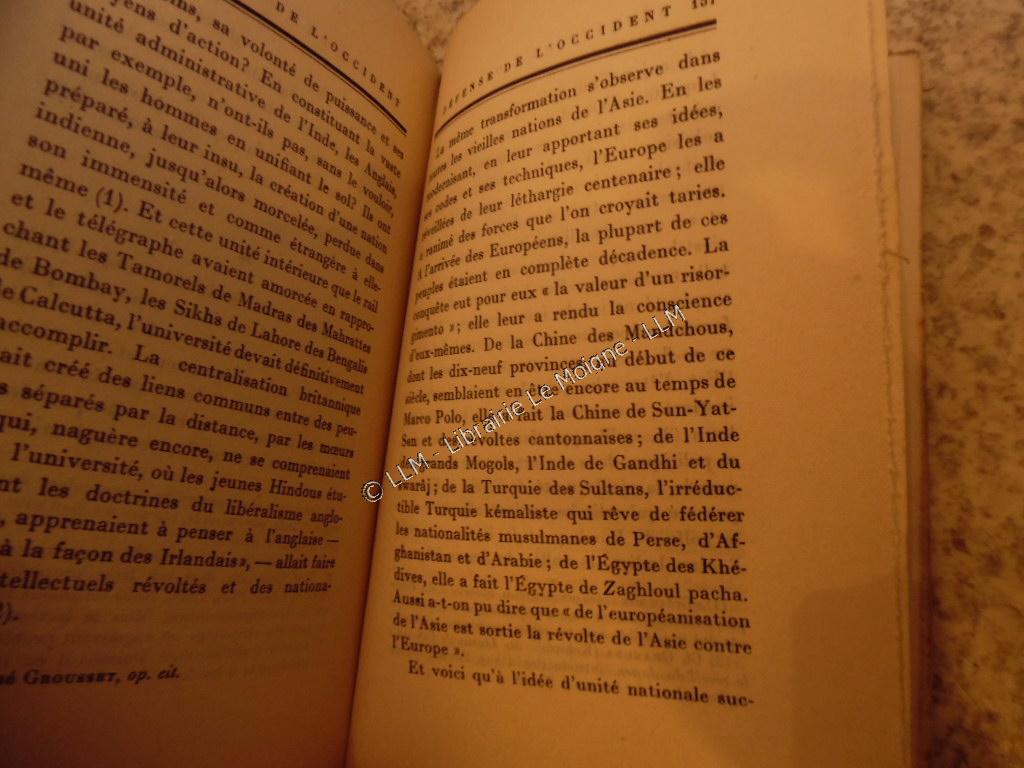 DE L'OCCIDENT
sa volonté de puissance et ses
d'action? En constituant la vaste
unité administrative de l'Inde, les Anglais,
par exemple, n'ont-ils pas, sans le vouloir,
uni les hommes en unifiant le sol? Ils ont
préparé, à leur insu, la création d'une nation
indienne, jusqu'alors morcelée, perdue dans
son immensité et comme étrangère à elle-
même (1). Et cette unité intérieure que le rail
et le télégraphe avaient amorcée en rappro-
chant les Tamorels de Madras des Mahrattes
de Bombay, les Sikhs de Lahore des Bengalis
de Calcutta, l'université devait définitivement
accomplir. La centralisation britannique
ait créé des liens communs entre des peu-
s séparés par la distance, par les mœurs
qui, naguère encore, ne se comprenaient
l'université, où les jeunes Hindous étu-
nt les doctrines du libéralisme anglo-
, apprenaient à penser à l'anglaise —
à la façon des Irlandais », — allait faire
tellectuels révoltés et des nationa-
).
né GROUSSET, op. cit.
DÉFENSE DE L'OCCIDENT
La même transformation s'observe dans
toutes les vieilles nations de l'Asie. En les
modernisant, en leur apportant ses idées,
ses codes et ses techniques, l'Europe les a
réveillées de leur léthargie centenaire; elle
a ranimé des forces que l'on croyait taries.
A l'arrivée des Européens, la plupart de ces
peuples étaient en complète décadence. La
conquête eut pour eux « la valeur d'un risor-
gimento »; elle leur a rendu la conscience
d'eux-mêmes. De la Chine des Mandchous,
dont les dix-neuf provinces, au début de ce
siècle, semblaient en être encore au temps de
Marco Polo, elle a fait la Chine de Sun-Yat-
Sen et des révoltes cantonnaises; de l'Inde
des Grands Mogols, l'Inde de Gandhi et du
swarâj; de la Turquie des Sultans, l'irréduc-
tible Turquie kémaliste qui rêve de fédérer
les nationalités musulmanes de Perse, d'Af-
ghanistan et d'Arabie; de l'Égypte des Khé-
dives, elle a fait l'Égypte de Zaghloul pacha.
Aussi a-t-on pu dire que « de l'européanisation
de l'Asie est sortie la révolte de l'Asie contre
l'Europe ».
Et voici qu'à l'idée d'unité nationale suc-
© LLM - Librairie Le Moigne - LLM